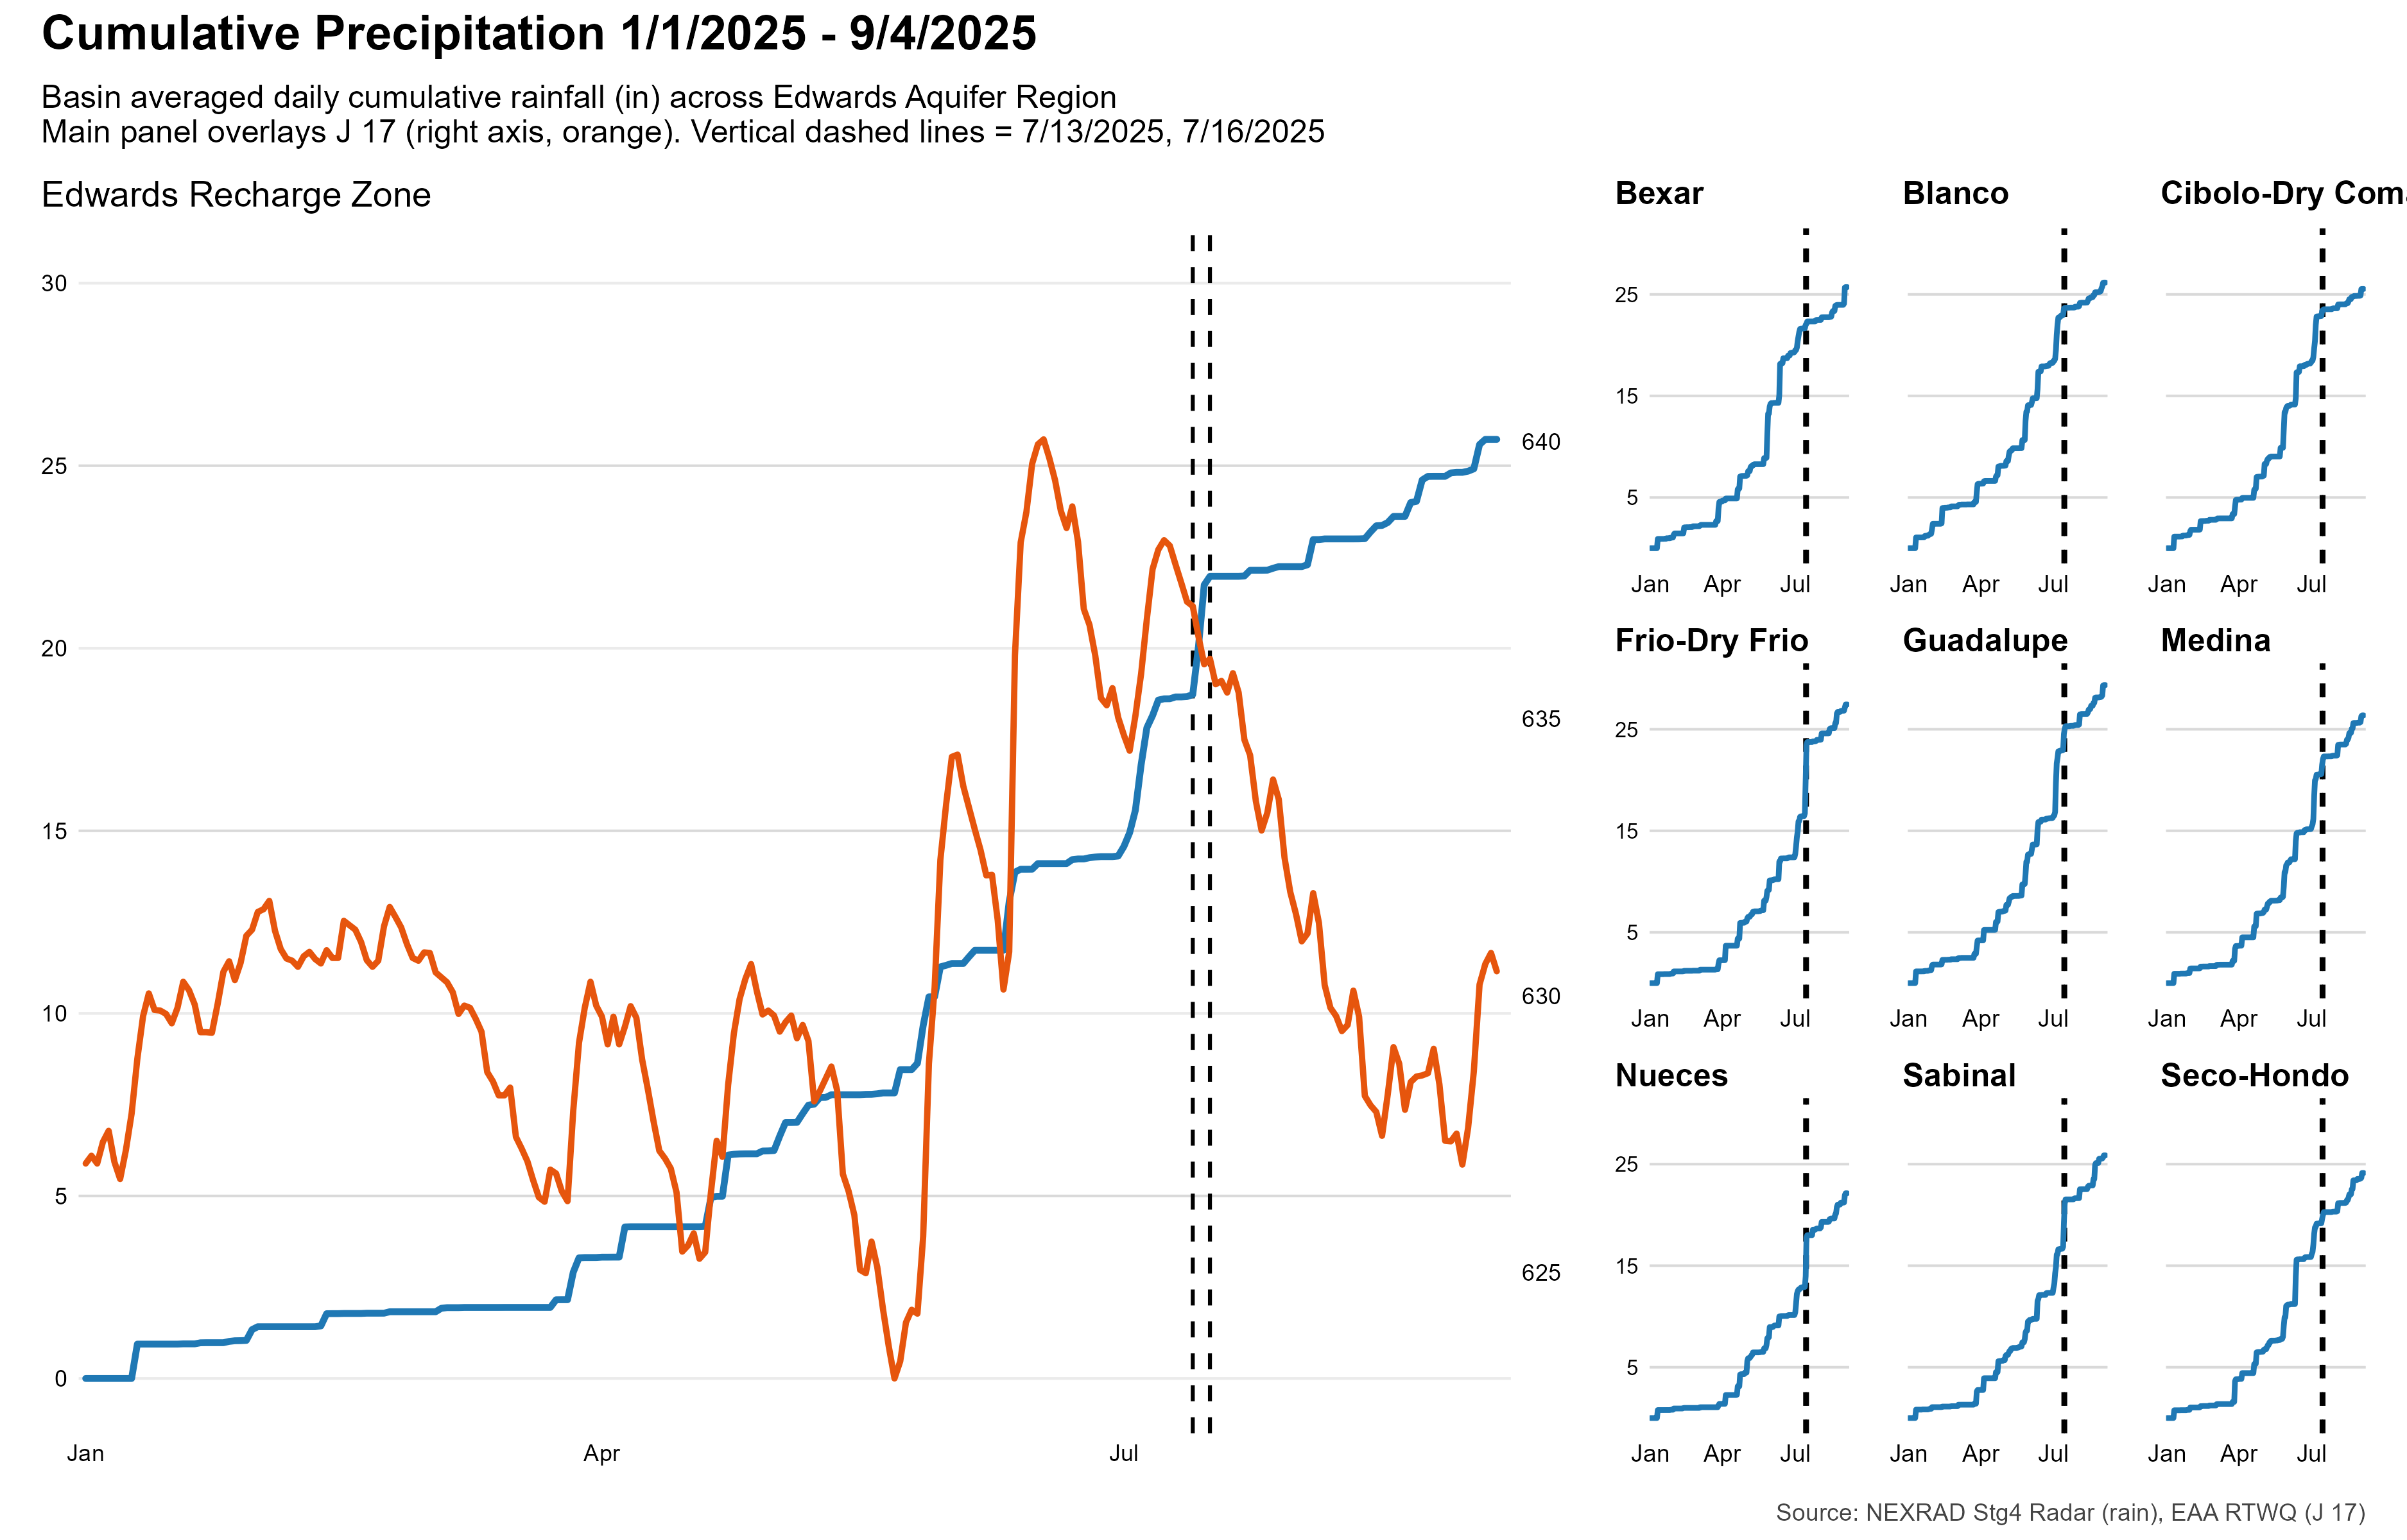 Cumulative Precipitation 1/1/2025 - 9/4/2025
Basin averaged daily cumulative rainfall (in) across Edwards Aquifer Region
Main panel overlays J 17 (right axis, orange). Vertical dashed lines = 7/13/2025, 7/16/2025
Edwards Recharge Zone
30
25
20
15
10
5
0
640
635
630
625
Jan Apr Jul
Bexar Blanco Cibolo-Dry Com
25
15
5
Jan Apr Jul Jan Apr Jul Jan Apr Jul
Frio-Dry Frio Guadalupe Medina
25
15
5
Jan Apr Jul Jan Apr Jul Jan Apr Jul
Nueces Sabinal Seco-Hondo
25
15
5
Jan Apr Jul Jan Apr Jul Jan Apr Jul
Source: NEXRAD Stg4 Radar (rain), EAA RTWQ (J 17)